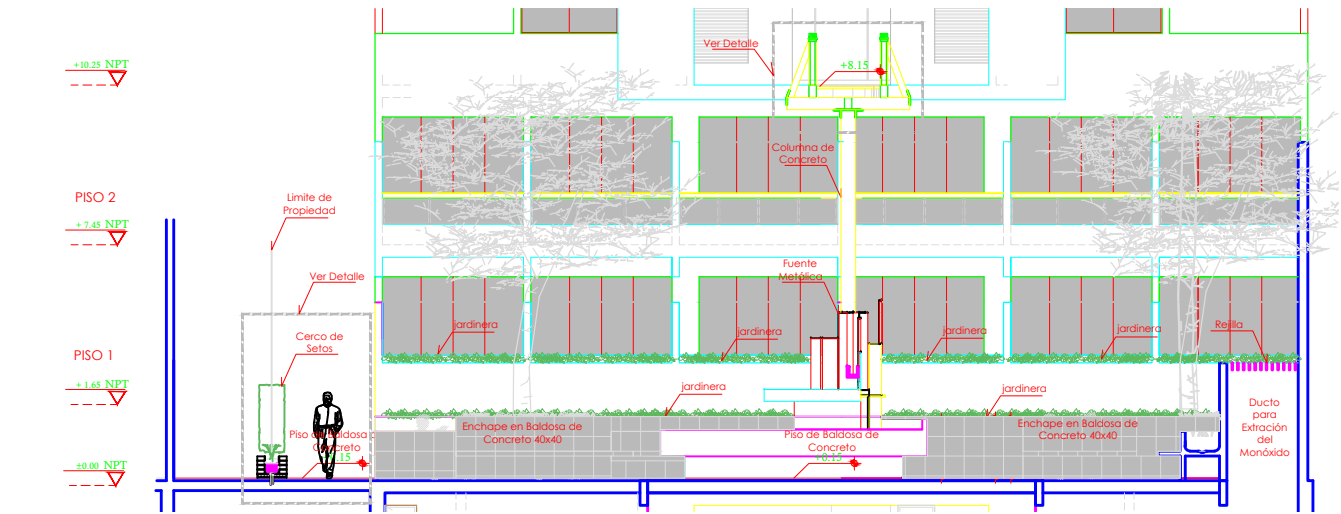 Ver Detalle
+10.25 NPT
+8.15
Columna de
Concreto
PISO 2
Limite de
Propiedad
+ 7.45 NPT
Fuente
Metálica
Ver Detalle
jardinera
jardinera
jardinera
jardinera
Rejilla
Cerco de
Setos
PISO 1
+ 1.65 NPT
jardinera
jardinera
Ducto
para
Extración
del
Monóxido
Enchape en Baldosa de
Concreto 40x40
Enchape en Baldosa de
Concreto 40x40
Piso de Baldosa de
Concreto
Piso de Baldosa
Concreto
±0.00 NPT